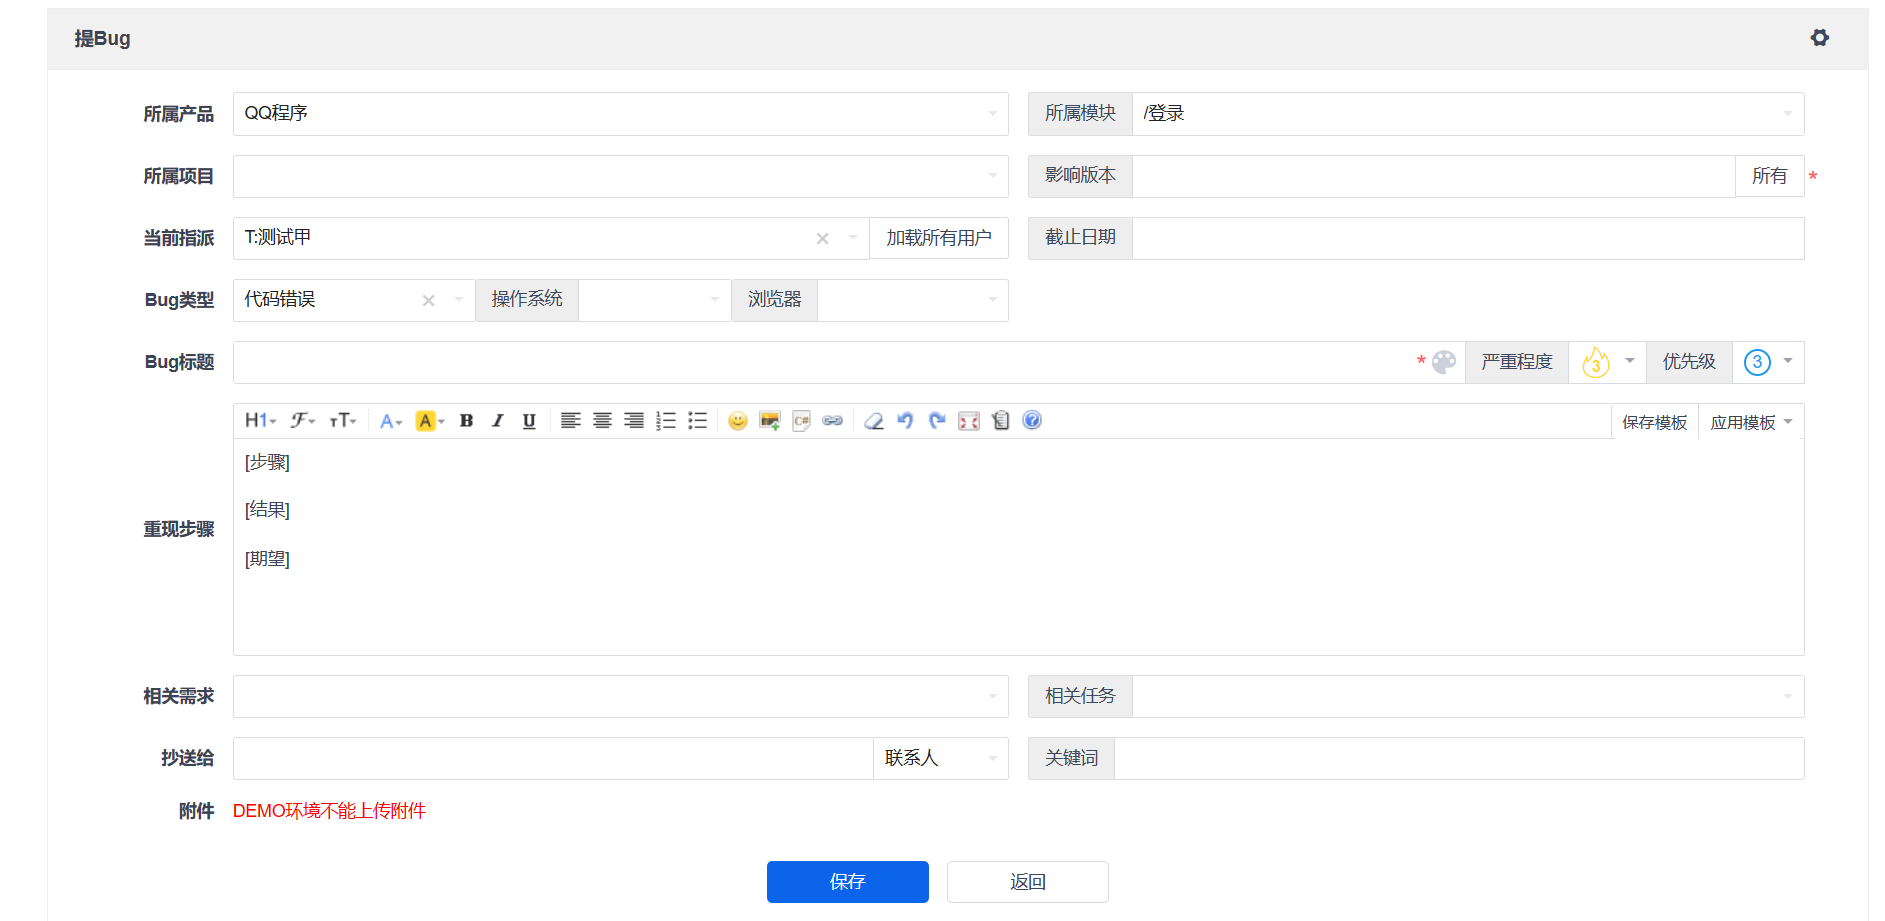 提Bug
所属产品 QQ程序 所属模块 /登录
所属项目 影响版本 所有 *
当前指派 T:测试甲 × 加载所有用户 截止日期
Bug类型 代码错误 × 操作系统 浏览器
Bug标题 * 严重程度 3 优先级 3
H1 F TT A A B I U C# 保存模板 应用模板
重现步骤
[步骤]
[结果]
[期望]
相关需求 相关任务
抄送给 联系人 关键词
附件 DEMO环境不能上传附件
保存 返回